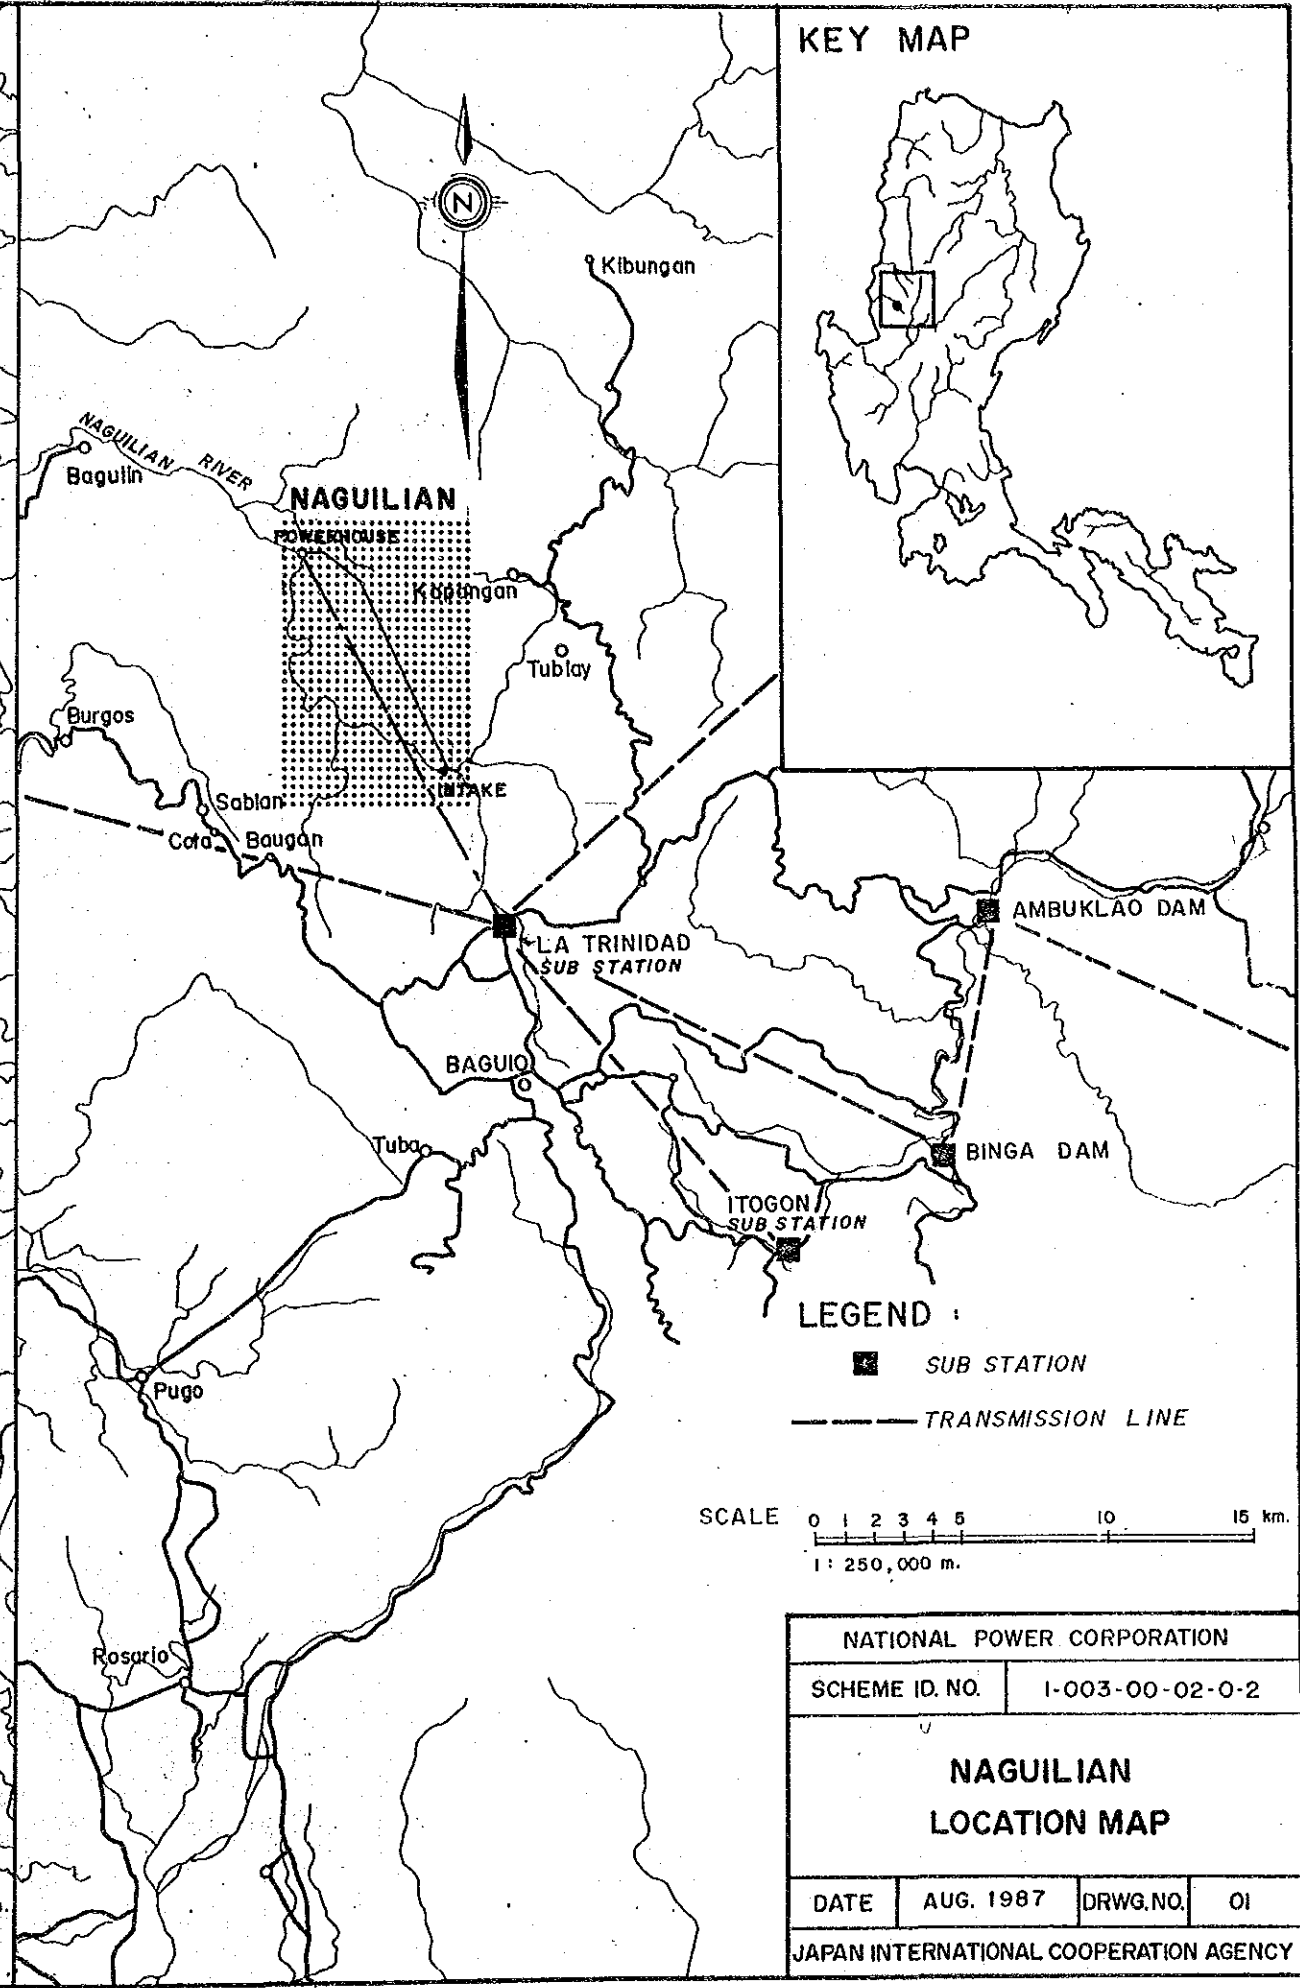 KEY MAP
N
Kibungan
NAGUILIAN RIVER
Bagulin
NAGUILIAN
POWERHOUSE
Kapangan
Tublay
Burgos
INTAKE
Sablan
Cota Baugan
AMBUKLAO DAM
LA TRINIDAD
SUB STATION
BAGUIO
Tuba
BINGA DAM
ITOGON
SUB STATION
LEGEND :
SUB STATION
TRANSMISSION LINE
Pugo
SCALE 0 1 2 3 4 5 10 15 km.
1 : 250,000 m.
Rosario
NATIONAL POWER CORPORATION
SCHEME ID. NO. 1-003-00-02-0-2
NAGUILIAN
LOCATION MAP
DATE AUG. 1987 DRWG.NO. 01
JAPAN INTERNATIONAL COOPERATION AGENCY